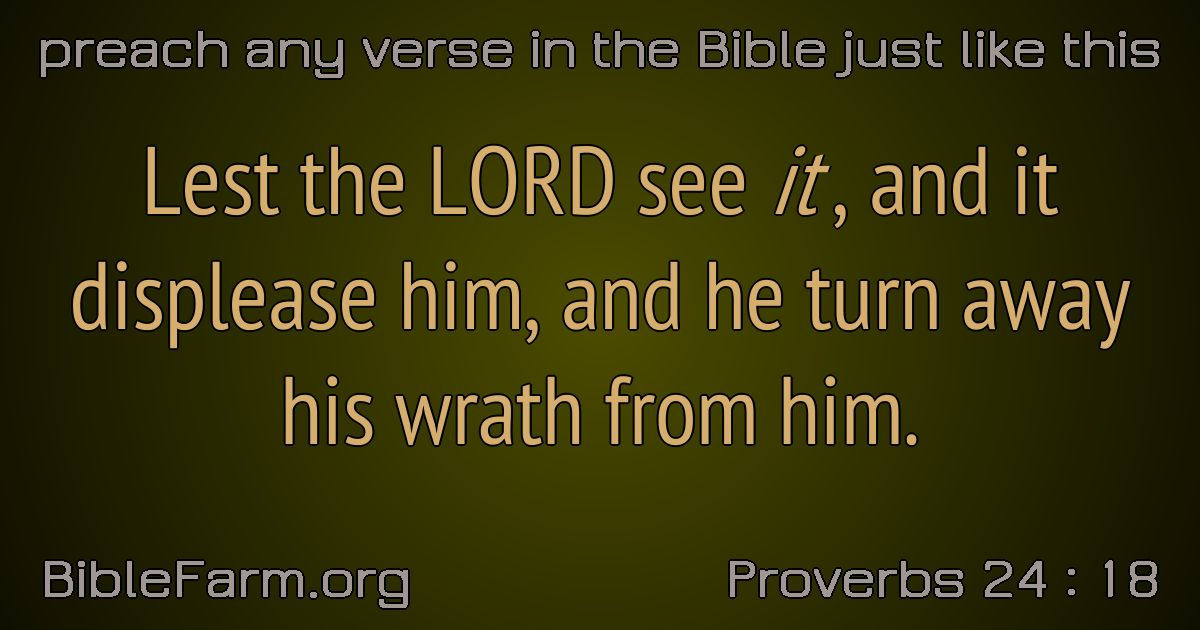 preach any verse in the Bible just like this
Lest the LORD see it, and it
displease him, and he turn away
his wrath from him.
BibleFarm.org
Proverbs 24 : 18